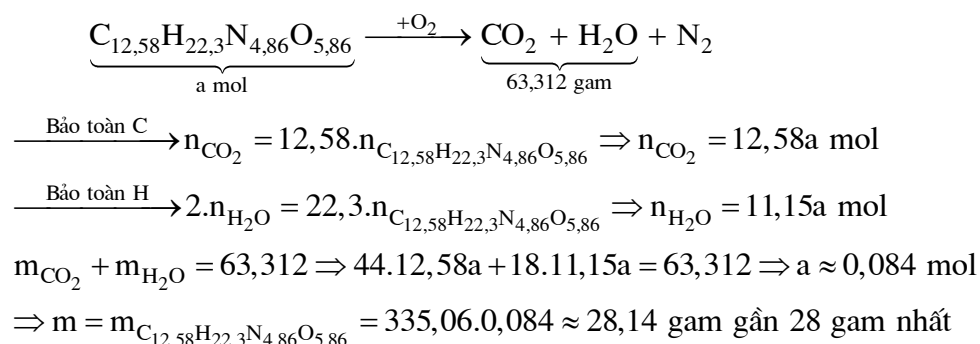 C12,58H22,3N4,86O5,86 +O2 → CO2 + H2O + N2
a mol 63,312 gam
Bảo toàn C → nCO2 = 12,58.nC12,58H22,3N4,86O5,86 ⇒ nCO2 = 12,58a mol
Bảo toàn H → 2.nH2O = 22,3.nC12,58H22,3N4,86O5,86 ⇒ nH2O = 11,15a mol
mCO2 + mH2O = 63,312 ⇒ 44.12,58a + 18.11,15a = 63,312 ⇒ a ≈ 0,084 mol
⇒ m = mC12,58H22,3N4,86O5,86 = 335,06.0,084 ≈ 28,14 gam gần 28 gam nhất